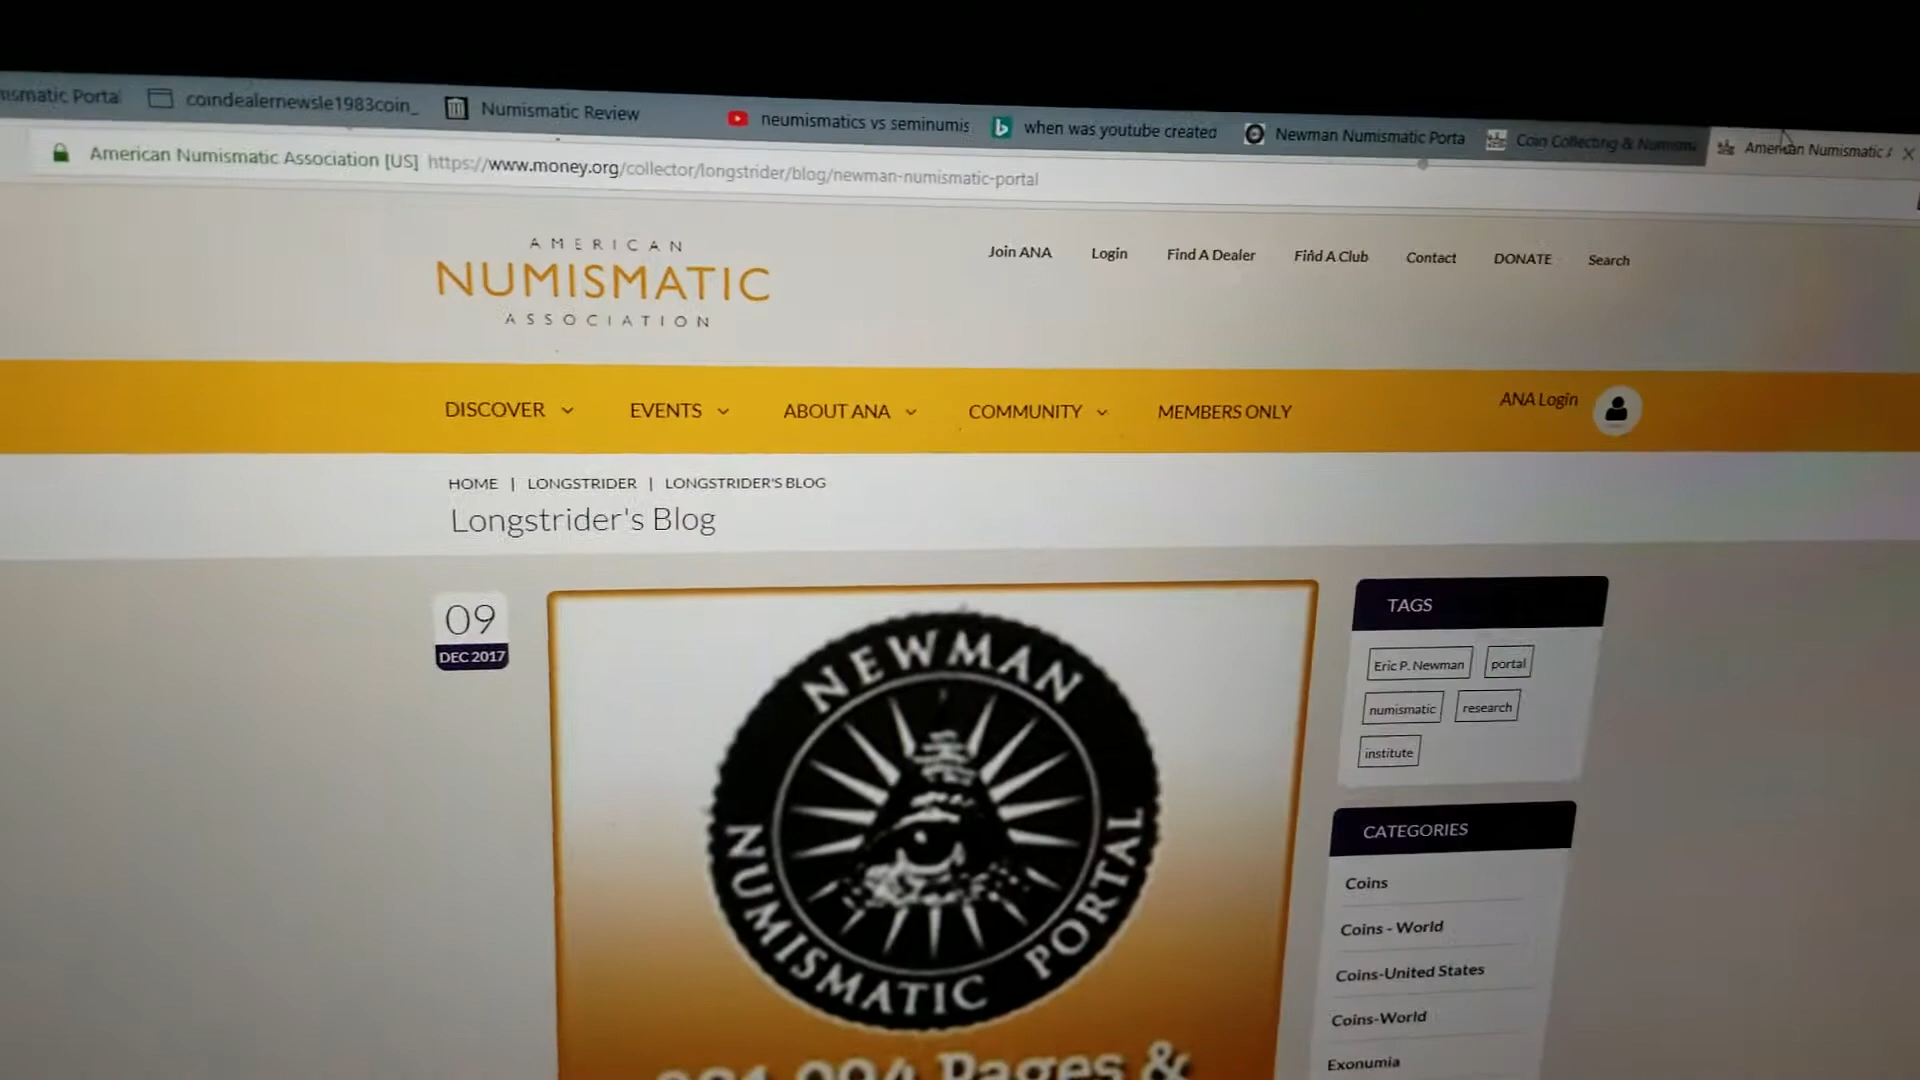 coindealernewsle1983coin_
Numismatic Review
neumismatics vs seminumis
when was youtube created
Newman Numismatic Porta
Coin Collecting & Numism
American Numismatic A
American Numismatic Association [US] https://www.money.org/collector/longstrider/blog/newman-numismatic-portal
AMERICAN
NUMISMATIC
ASSOCIATION
Join ANA Login Find A Dealer Find A Club Contact DONATE Search
DISCOVER EVENTS ABOUT ANA COMMUNITY MEMBERS ONLY ANA Login
HOME | LONGSTRIDER | LONGSTRIDER'S BLOG
Longstrider's Blog
09
DEC 2017
NEWMAN
NUMISMATIC PORTAL
Pages &
TAGS
Eric P. Newman portal
numismatic research
institute
CATEGORIES
Coins
Coins - World
Coins-United States
Coins-World
Exonumia